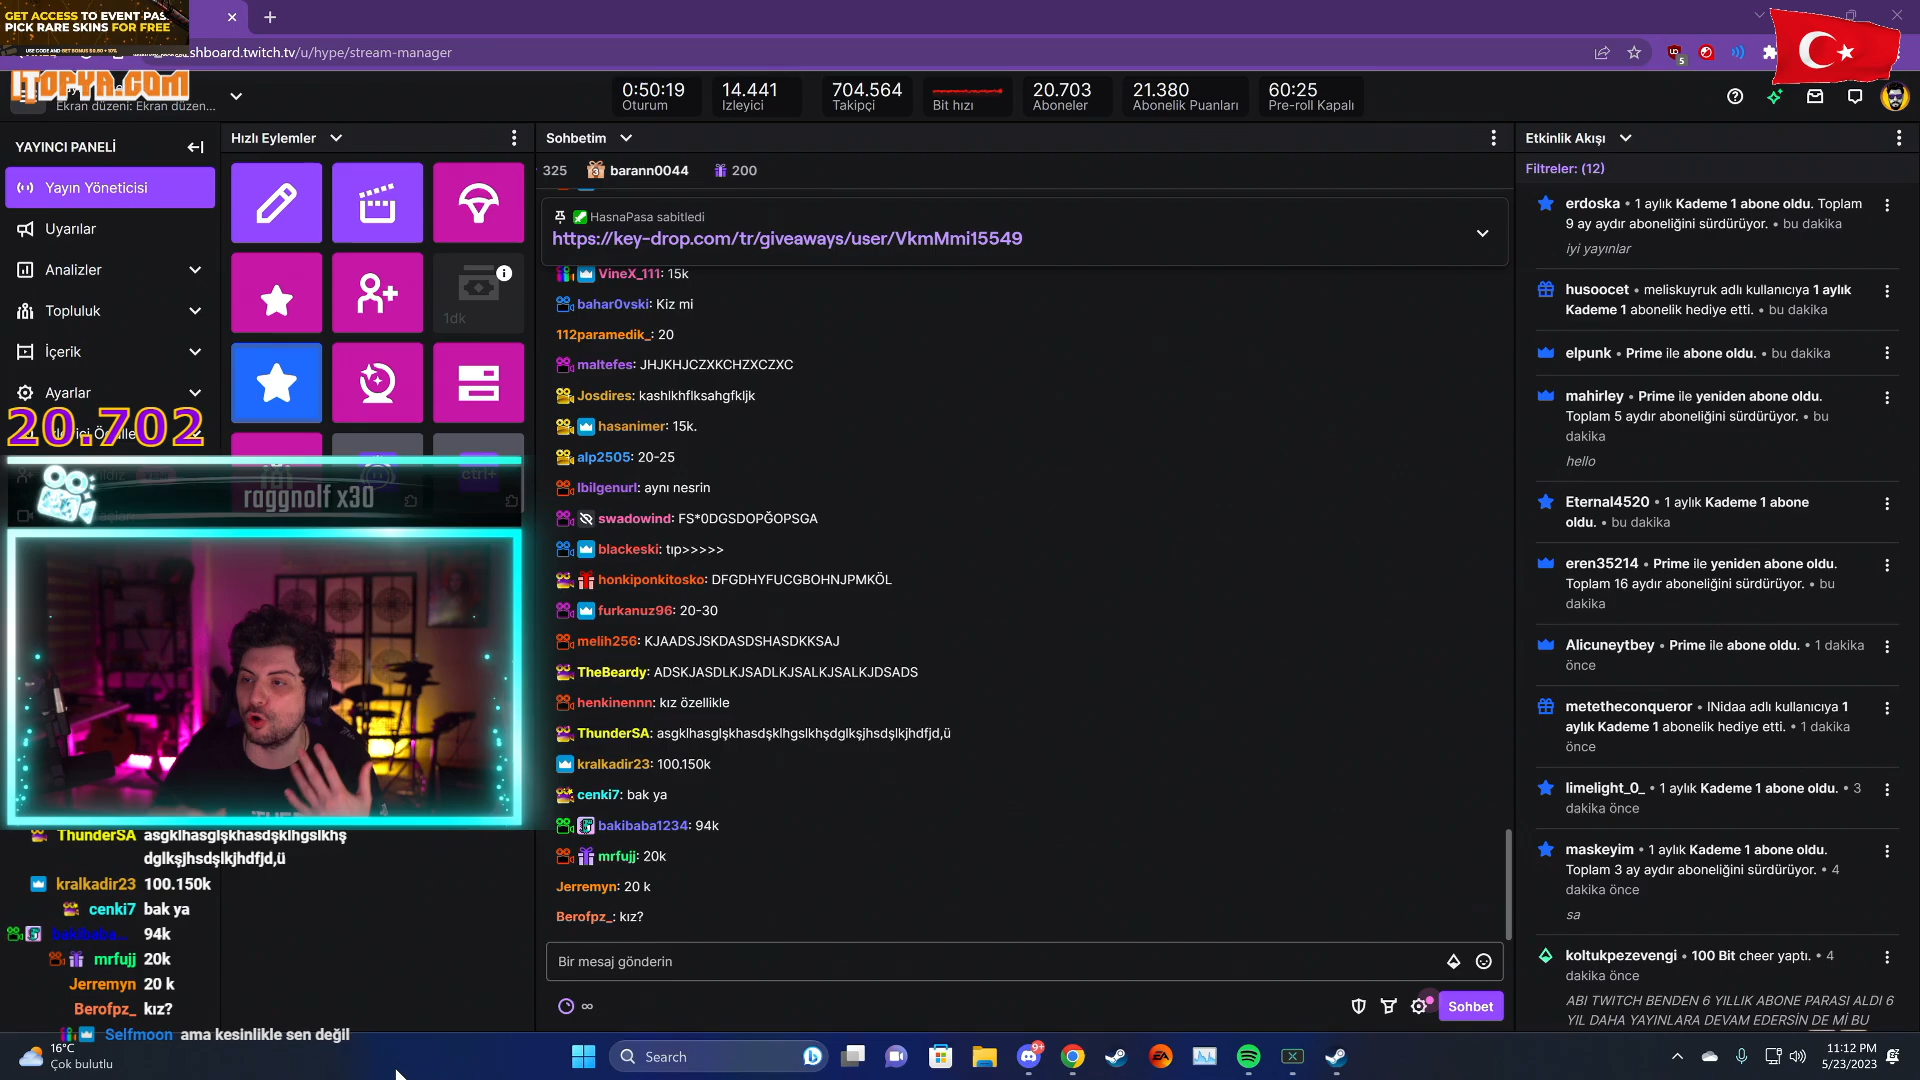 GET ACCESS TO EVENT PAS
PICK RARE SKINS FOR FREE
shboard.twitch.tv/u/hype/stream-manager
İTOPYA.COM
Ekran düzeni: Ekran düzen...
0:50:19
Oturum
14.441
İzleyici
704.564
Takipçi
Bit hızı
20.703
Aboneler
21.380
Abonelik Puanları
60:25
Pre-roll Kapalı
YAYINCI PANELİ
Yayın Yöneticisi
Uyarılar
Analizler
Topluluk
İçerik
Ayarlar
20.702
Hızlı Eylemler
1dk
ctrl+
raggnolf x30
Sohbetim
325
3
barann0044
200
HasnaPasa sabitledi
https://key-drop.com/tr/giveaways/user/VkmMmi15549
VineX_111: 15k
bahar0vski: Kiz mi
112paramedik_: 20
maltefes: JHJKHJCZXKCHZXCZXC
Josdires: kashlkhflksahgfkljk
hasanimer: 15k.
alp2505: 20-25
lbilgenurl: aynı nesrin
swadowind: FS*0DGSDOPĞOPSGA
blackeski: tıp>>>>>
honkiponkitosko: DFGDHYFUCGBOHNJPMKÖL
furkanuz96: 20-30
melih256: KJAADSJSKDASDSHASDKKSAJ
TheBeardy: ADSKJASDLKJSADLKJSALKJSALKJDSADS
henkinennn: kız özellikle
ThunderSA: asgklhasglşkhasdşklhgslkhşdglkşjhsdşlkjhdfjd,ü
kralkadir23: 100.150k
cenki7: bak ya
bakibaba1234: 94k
mrfujj: 20k
Jerremyn: 20 k
Berofpz_: kız?
Bir mesaj gönderin
Sohbet
Etkinlik Akışı
Filtreler: (12)
erdoska • 1 aylık Kademe 1 abone oldu. Toplam
9 ay aydır aboneliğini sürdürüyor. • bu dakika
iyi yayınlar
husoocet • meliskuyruk adlı kullanıcıya 1 aylık
Kademe 1 abonelik hediye etti. • bu dakika
elpunk • Prime ile abone oldu. • bu dakika
mahirley • Prime ile yeniden abone oldu.
Toplam 5 aydır aboneliğini sürdürüyor. • bu
dakika
hello
Eternal4520 • 1 aylık Kademe 1 abone
oldu. • bu dakika
eren35214 • Prime ile yeniden abone oldu.
Toplam 16 aydır aboneliğini sürdürüyor. • bu
dakika
Alicuneytbey • Prime ile abone oldu. • 1 dakika
önce
metetheconqueror • INidaa adlı kullanıcıya 1
aylık Kademe 1 abonelik hediye etti. • 1 dakika
önce
limelight_0_ • 1 aylık Kademe 1 abone oldu. • 3
dakika önce
maskeyim • 1 aylık Kademe 1 abone oldu.
Toplam 3 ay aydır aboneliğini sürdürüyor. • 4
dakika önce
sa
koltukpezevengi • 100 Bit cheer yaptı. • 4
dakika önce
ABI TWITCH BENDEN 6 YILLIK ABONE PARASI ALDI 6
YIL DAHA YAYINLARA DEVAM EDERSİN DE Mİ BU
ThunderSA asgklhasglşkhasdşklhgslkhş
dglkşjhsdşlkjhdfjd,ü
kralkadir23 100.150k
cenki7 bak ya
bakibaba... 94k
mrfujj 20k
Jerremyn 20 k
Berofpz_ kız?
Selfmoon ama kesinlikle sen değil
16°C
Çok bulutlu
Search
9+
EA
11:12 PM
5/23/2023